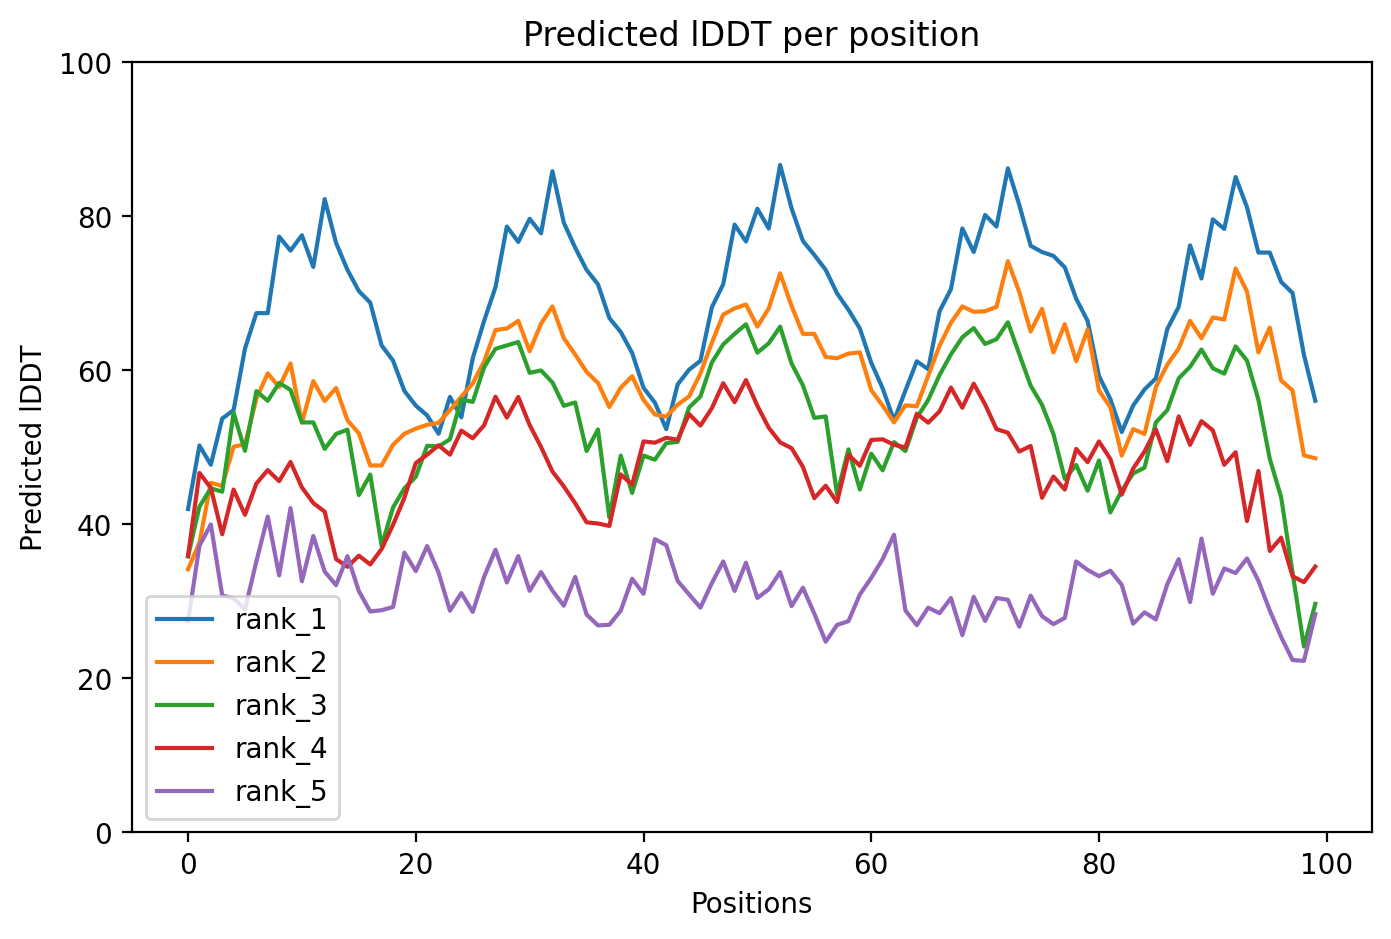 Predicted lDDT per position
Predicted lDDT
100
80
60
40
20
0
rank_1
rank_2
rank_3
rank_4
rank_5
0 20 40 60 80 100
Positions